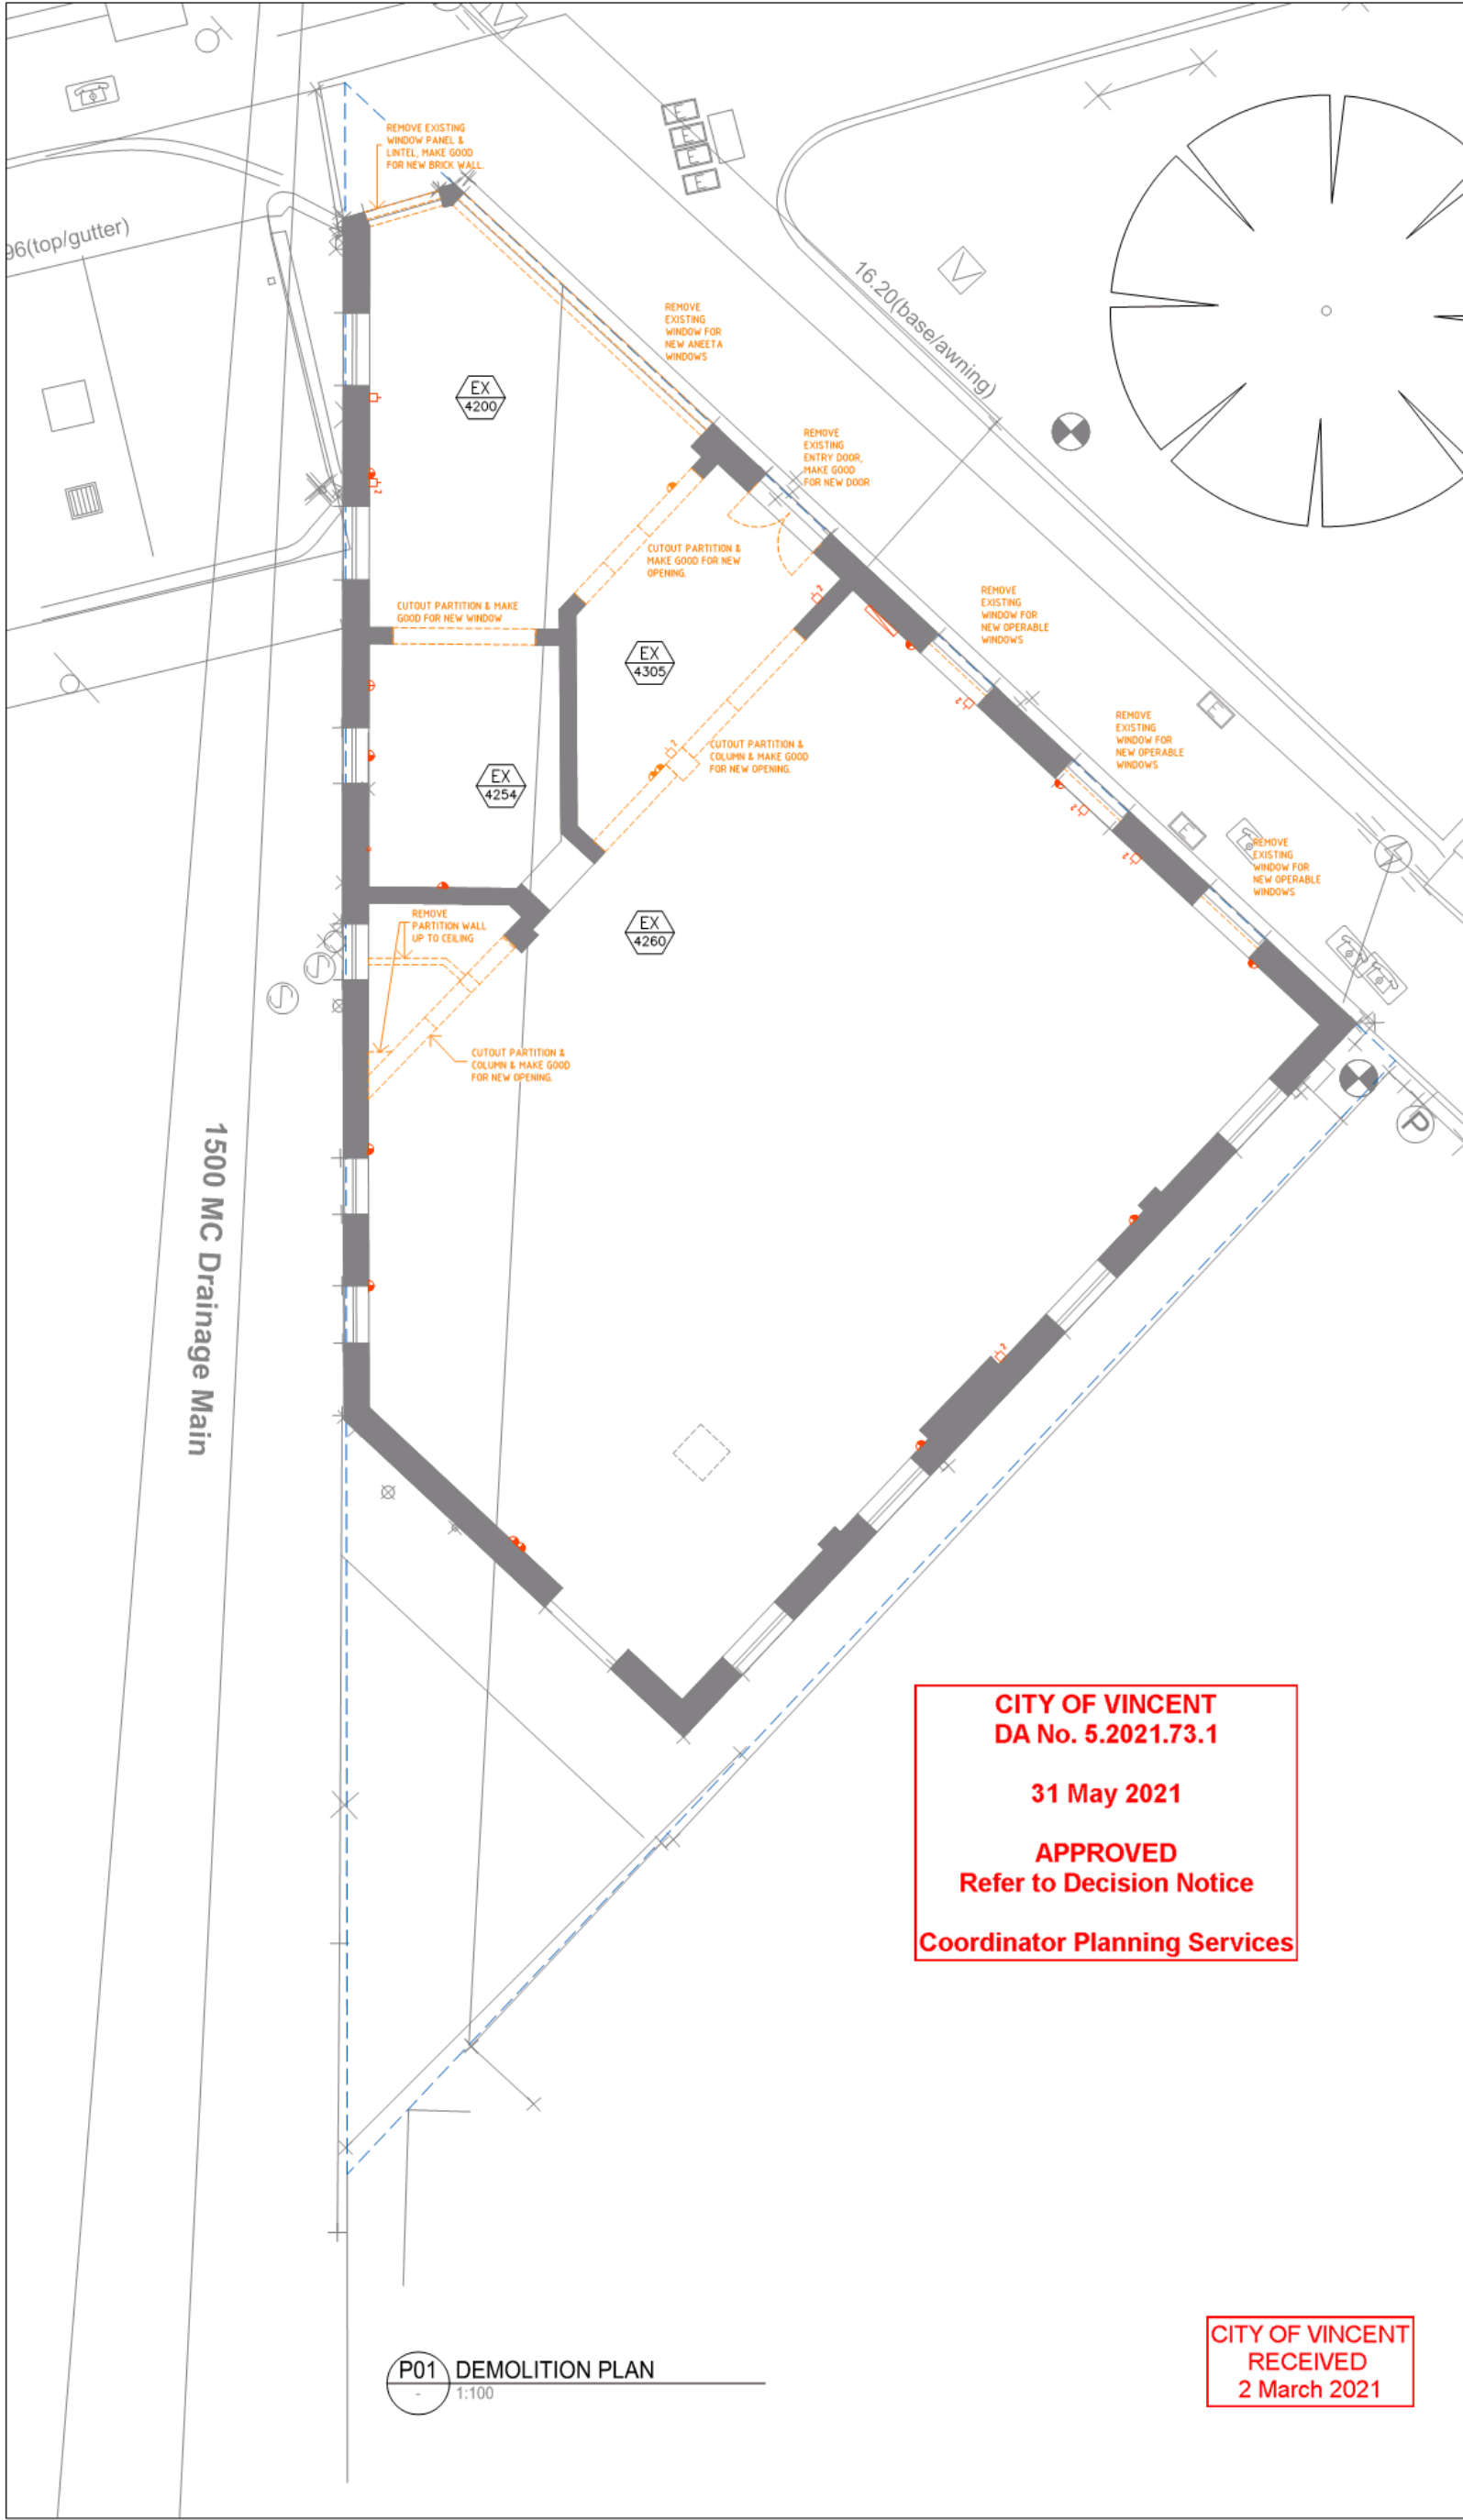 REMOVE EXISTING
WINDOW PANEL &
LINTEL, MAKE GOOD
FOR NEW BRICK WALL.
E
E
E
E
96(top/gutter)
16.20(base/awning)
REMOVE
EXISTING
WINDOW FOR
NEW ANEETA
WINDOWS
EX
4200
REMOVE
EXISTING
ENTRY DOOR,
MAKE GOOD
FOR NEW DOOR
2
CUTOUT PARTITION &
MAKE GOOD FOR NEW
OPENING.
CUTOUT PARTITION & MAKE
GOOD FOR NEW WINDOW
2
REMOVE
EXISTING
WINDOW FOR
NEW OPERABLE
WINDOWS
EX
4305
2
E
REMOVE
EXISTING
WINDOW FOR
NEW OPERABLE
WINDOWS
2
CUTOUT PARTITION &
COLUMN & MAKE GOOD
FOR NEW OPENING.
EX
4254
2
E
2
REMOVE
EXISTING
WINDOW FOR
NEW OPERABLE
WINDOWS
REMOVE
PARTITION WALL
UP TO CEILING
EX
4260
CUTOUT PARTITION &
COLUMN & MAKE GOOD
FOR NEW OPENING.
P
1500 MC Drainage Main
2
CITY OF VINCENT
DA No. 5.2021.73.1
31 May 2021
APPROVED
Refer to Decision Notice
Coordinator Planning Services
P01 DEMOLITION PLAN
- 1:100
CITY OF VINCENT
RECEIVED
2 March 2021